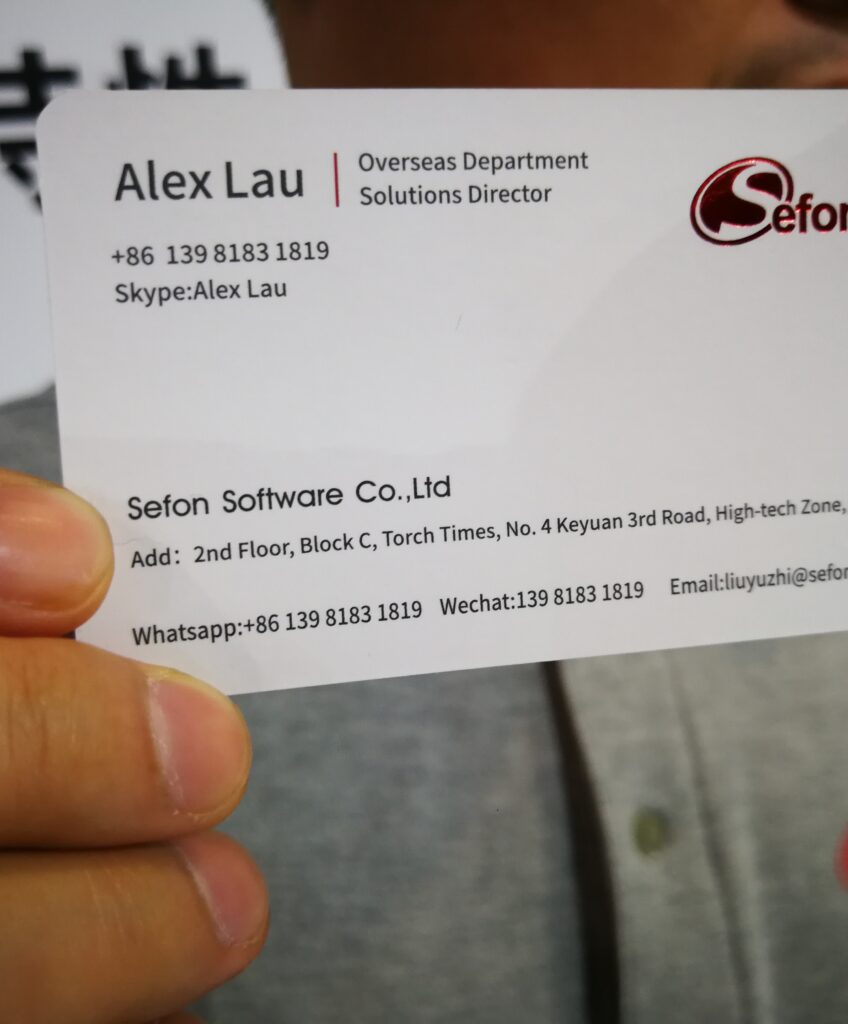 Alex Lau
Overseas Department
Solutions Director
Sefon
+86 139 8183 1819
Skype:Alex Lau
Sefon Software Co.,Ltd
Add：2nd Floor, Block C, Torch Times, No. 4 Keyuan 3rd Road, High-tech Zone,
Whatsapp:+86 139 8183 1819 Wechat:139 8183 1819 Email:liuyuzhi@sefon